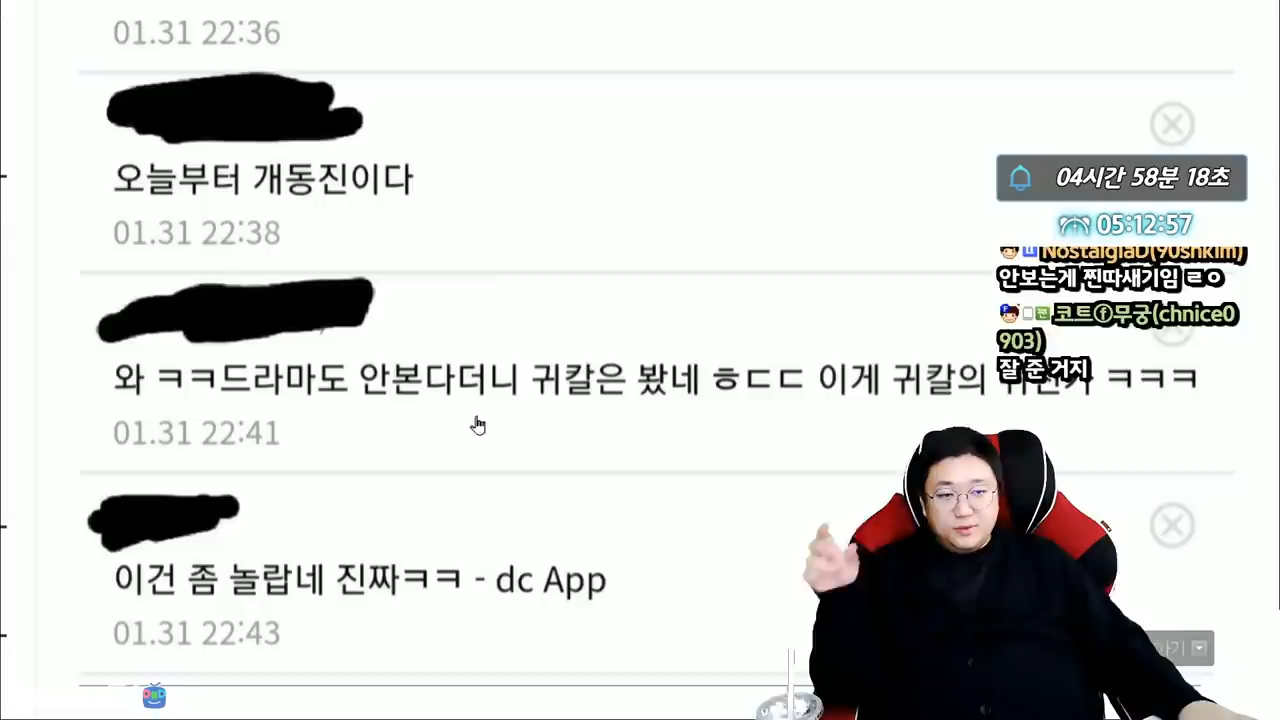 01.31 22:36
오늘부터 개동진이다
01.31 22:38
와 ㅋㅋ드라마도 안본다더니 귀칼은 봤네 ㅎㄷㄷ 이게 귀칼의 ㅋㅋㅋ
01.31 22:41
이건 좀 놀랍네 진짜ㅋㅋ - dc App
01.31 22:43
04시간 58분 18초
05:12:57
NostalgiaD(90shkim)
안보는게 찐따새기임 ㄹㅇ
코트ⓕ무궁(chnice0
903)
잘 준 거지